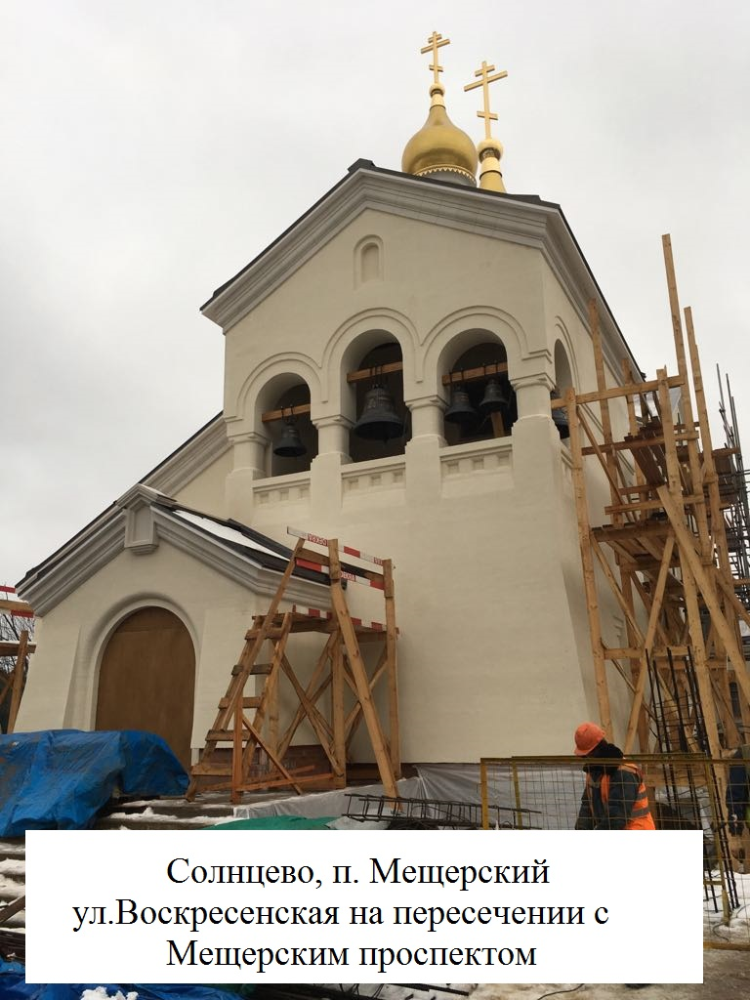 Солнцево, п. Мещерский
ул.Воскресенская на пересечении с
Мещерским проспектом